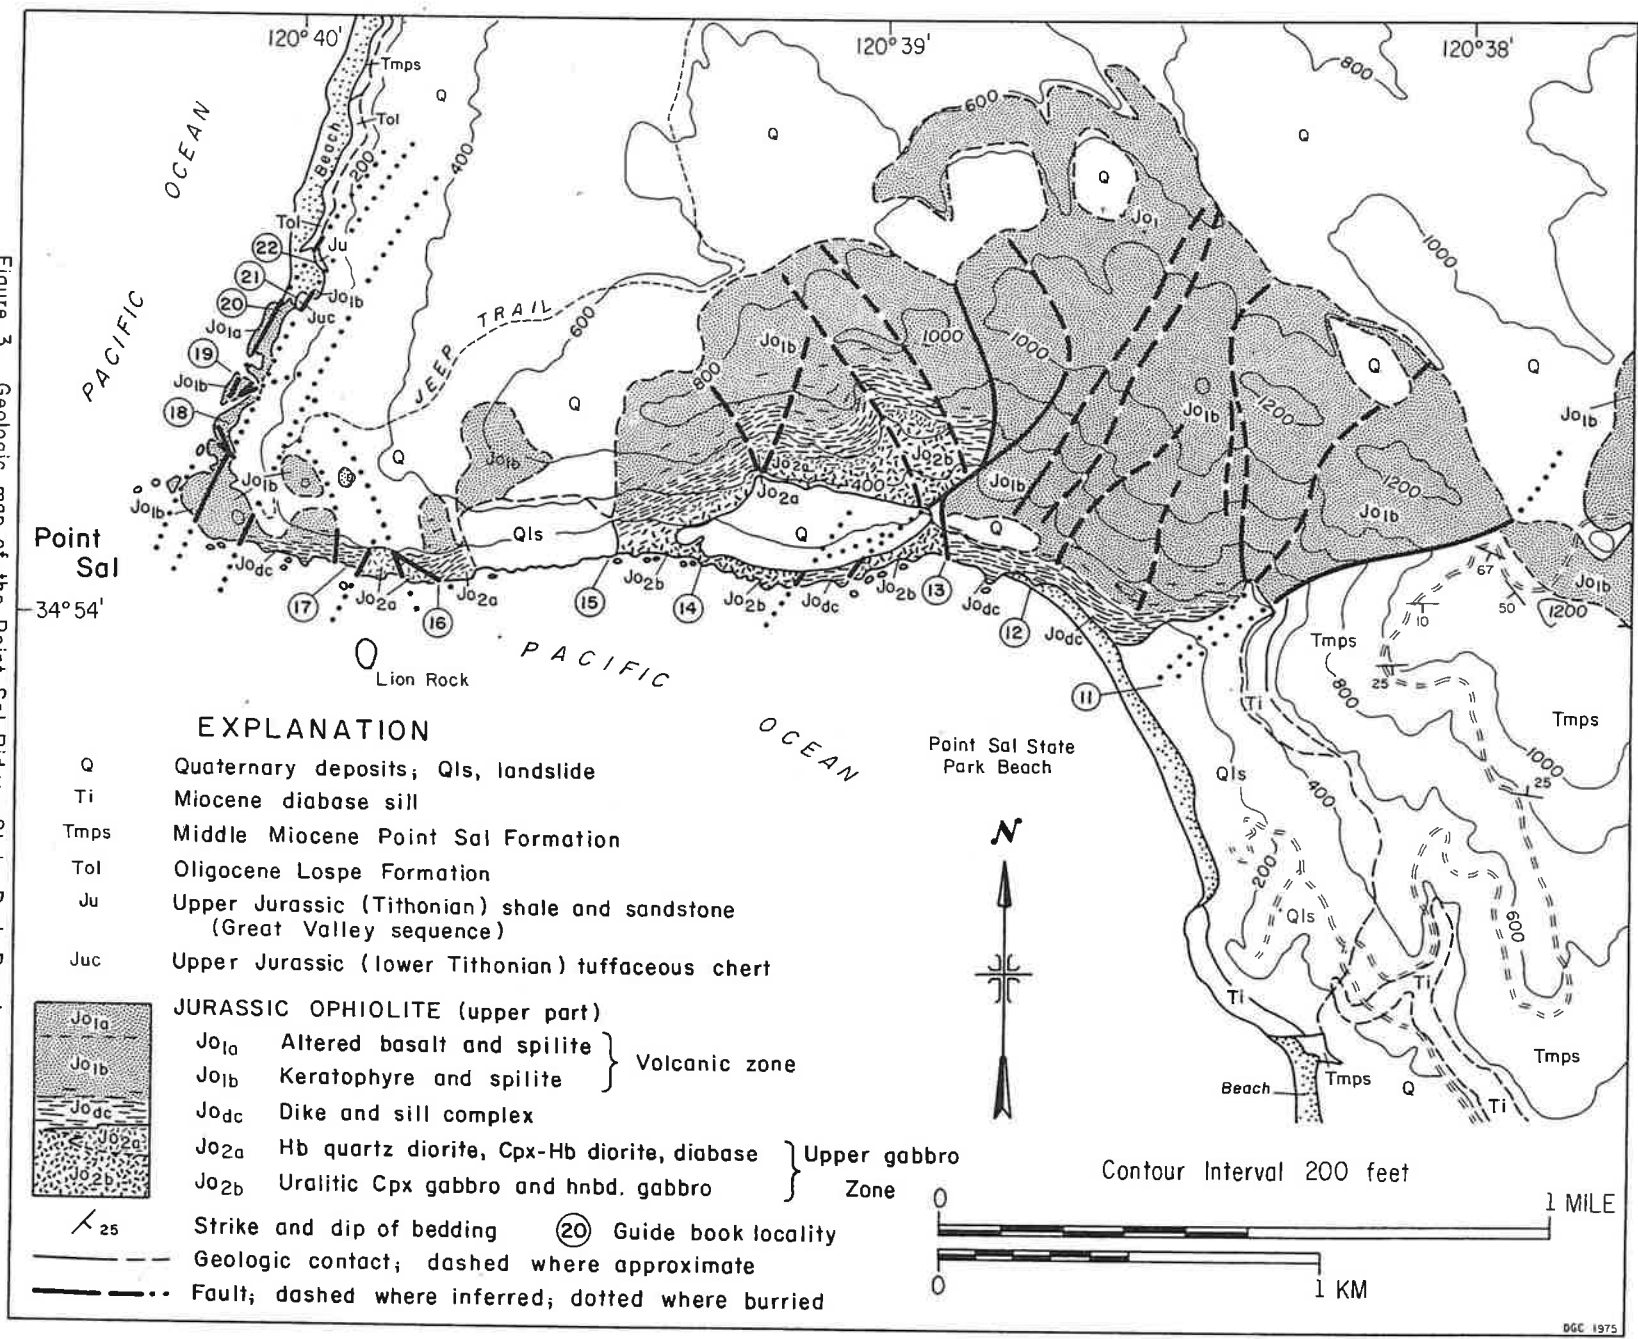 120°40'
120°39'
120°38'
Tmps
Q
Tol
Beach
200
400
600
800
OCEAN
PACIFIC
Q
Q
Q
Jo1
1000
Tol
22
Ju
21
Jo1b
20
Juc
Jo1a
19
Jo1b
18
JEEP TRAIL
600
Q
Jo1b
800
1000
1000
Q
Q
Jo1b
1200
Jo1b
Q
Jo1b
Jo1b
Jo2a
Jo2b
400
Jo2a
Jo1b
1200
Jo1b
Jo1b
Point
Sal
Qls
Q
Q
67
50
10
1200
Jo1b
34°54'
Jodc
17
Jo2a
16
Jo2a
15
Jo2b
14
Jo2b
Jodc
Jo2b
13
Jodc
12
Jodc
11
Tmps
800
25
Tmps
1000
25
Lion Rock
PACIFIC
OCEAN
Point Sal State
Park Beach
Ti
Qls
400
200
Qls
600
N
Ti
Ti
Tmps
Tmps
Q
Ti
Beach
EXPLANATION
Q Quaternary deposits; Qls, landslide
Ti Miocene diabase sill
Tmps Middle Miocene Point Sal Formation
Tol Oligocene Lospe Formation
Ju Upper Jurassic (Tithonian) shale and sandstone
(Great Valley sequence)
Juc Upper Jurassic (lower Tithonian) tuffaceous chert
JURASSIC OPHIOLITE (upper part)
Jo1a Jo1a Altered basalt and spilite
Jo1b Jo1b Keratophyre and spilite
Volcanic zone
Jodc Jodc Dike and sill complex
Jo2a Jo2a Hb quartz diorite, Cpx-Hb diorite, diabase
Jo2b Jo2b Uralitic Cpx gabbro and hnbd. gabbro
Upper gabbro
Zone
25 Strike and dip of bedding 20 Guide book locality
Geologic contact; dashed where approximate
Fault; dashed where inferred; dotted where burried
Contour Interval 200 feet
0 1 MILE
0 1 KM
DGC 1975